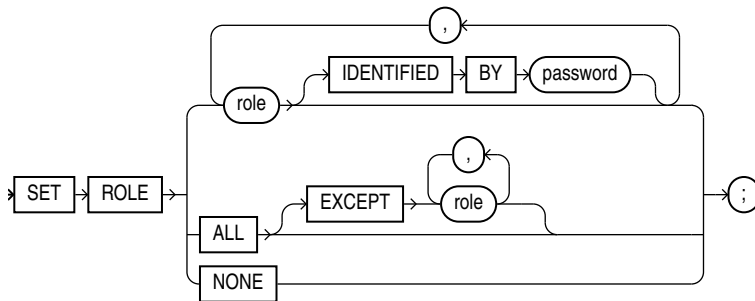 ,
IDENTIFIED BY password
role
,
EXCEPT role
SET ROLE ;
ALL
NONE